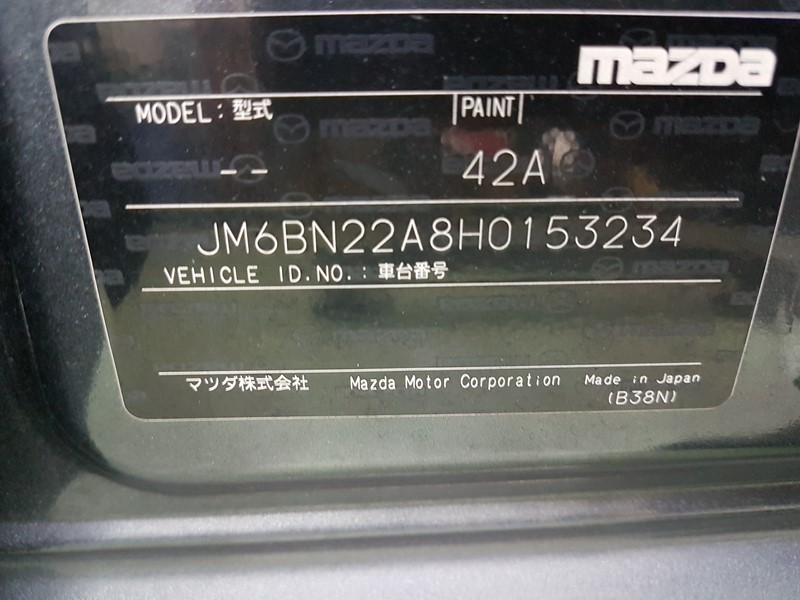 mazda
MODEL: 型式 PAINT
-- 42A
JM6BN22A8H0153234
VEHICLE ID.NO.: 車台番号
マツダ株式会社 Mazda Motor Corporation Made in Japan
(B38N)